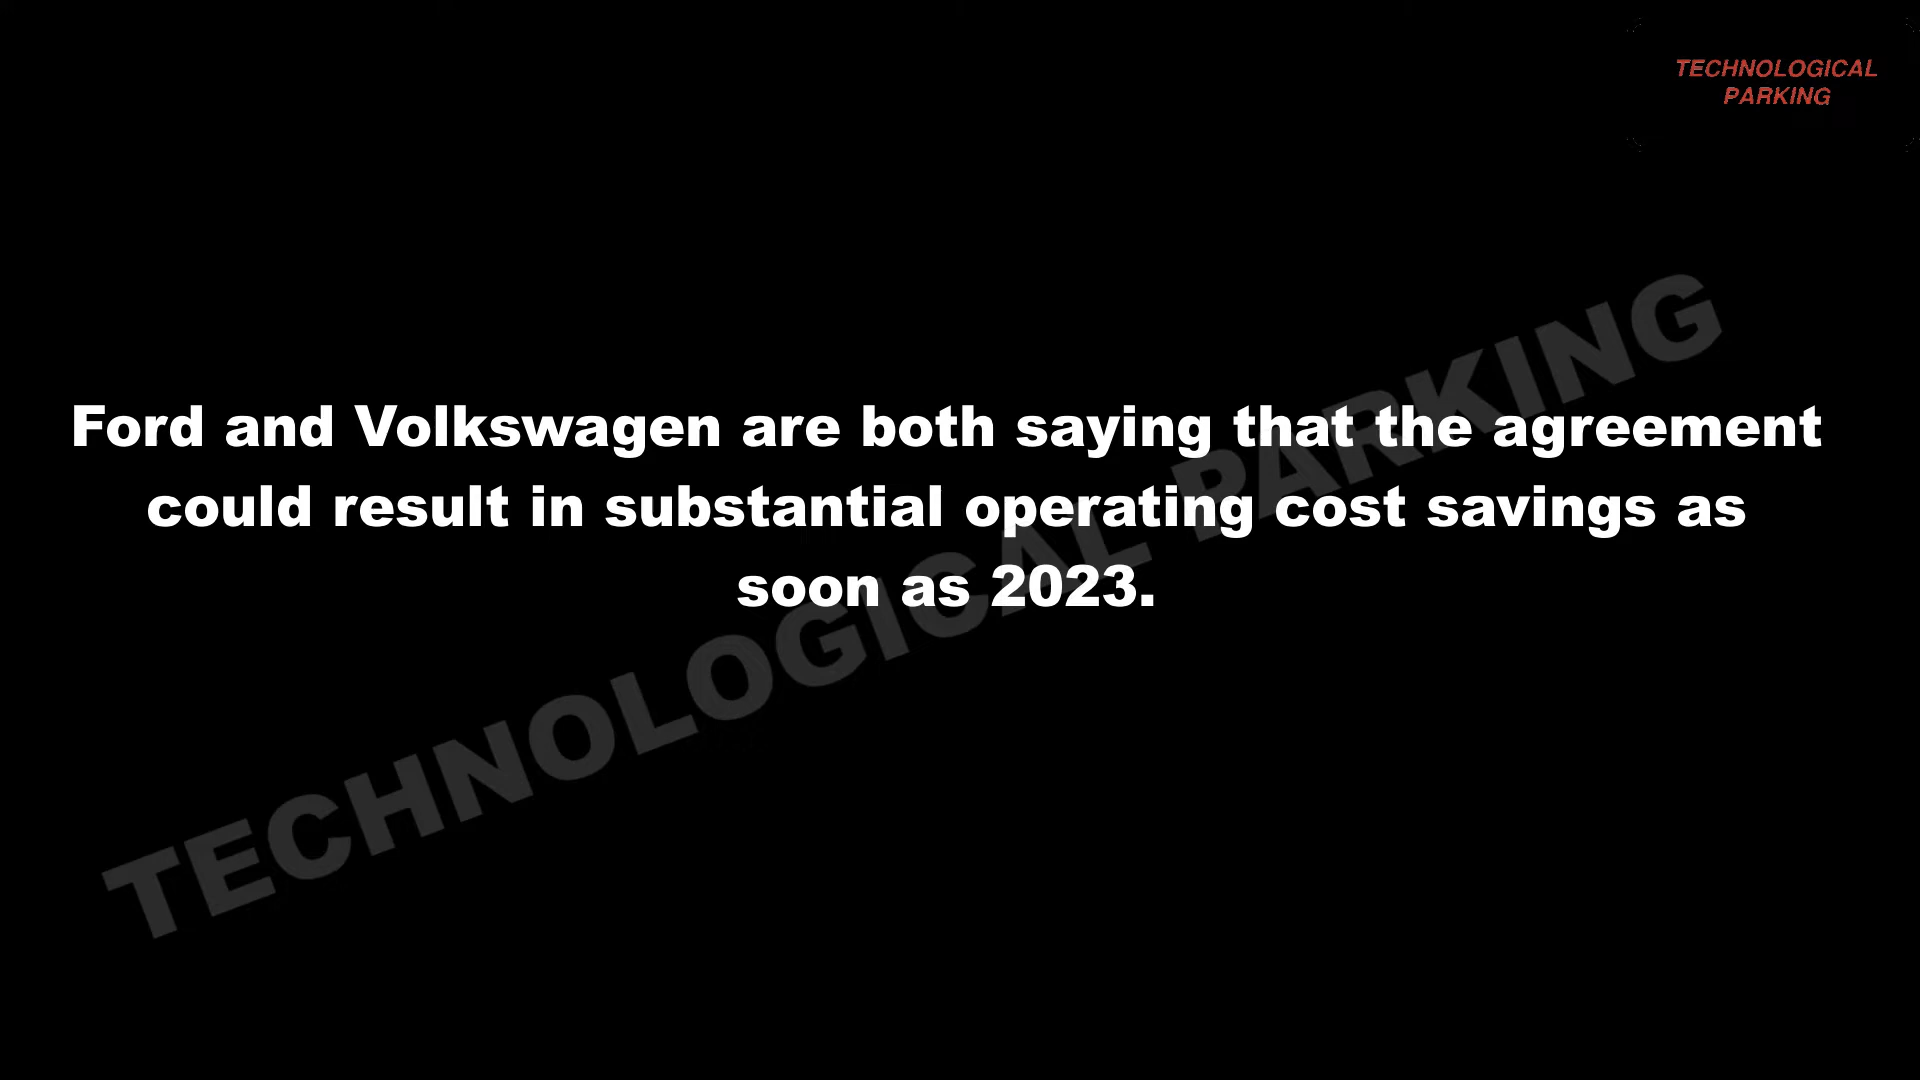 TECHNOLOGICAL
PARKING
Ford and Volkswagen are both saying that the agreement
could result in substantial operating cost savings as
soon as 2023.
TECHNOLOGICAL PARKING